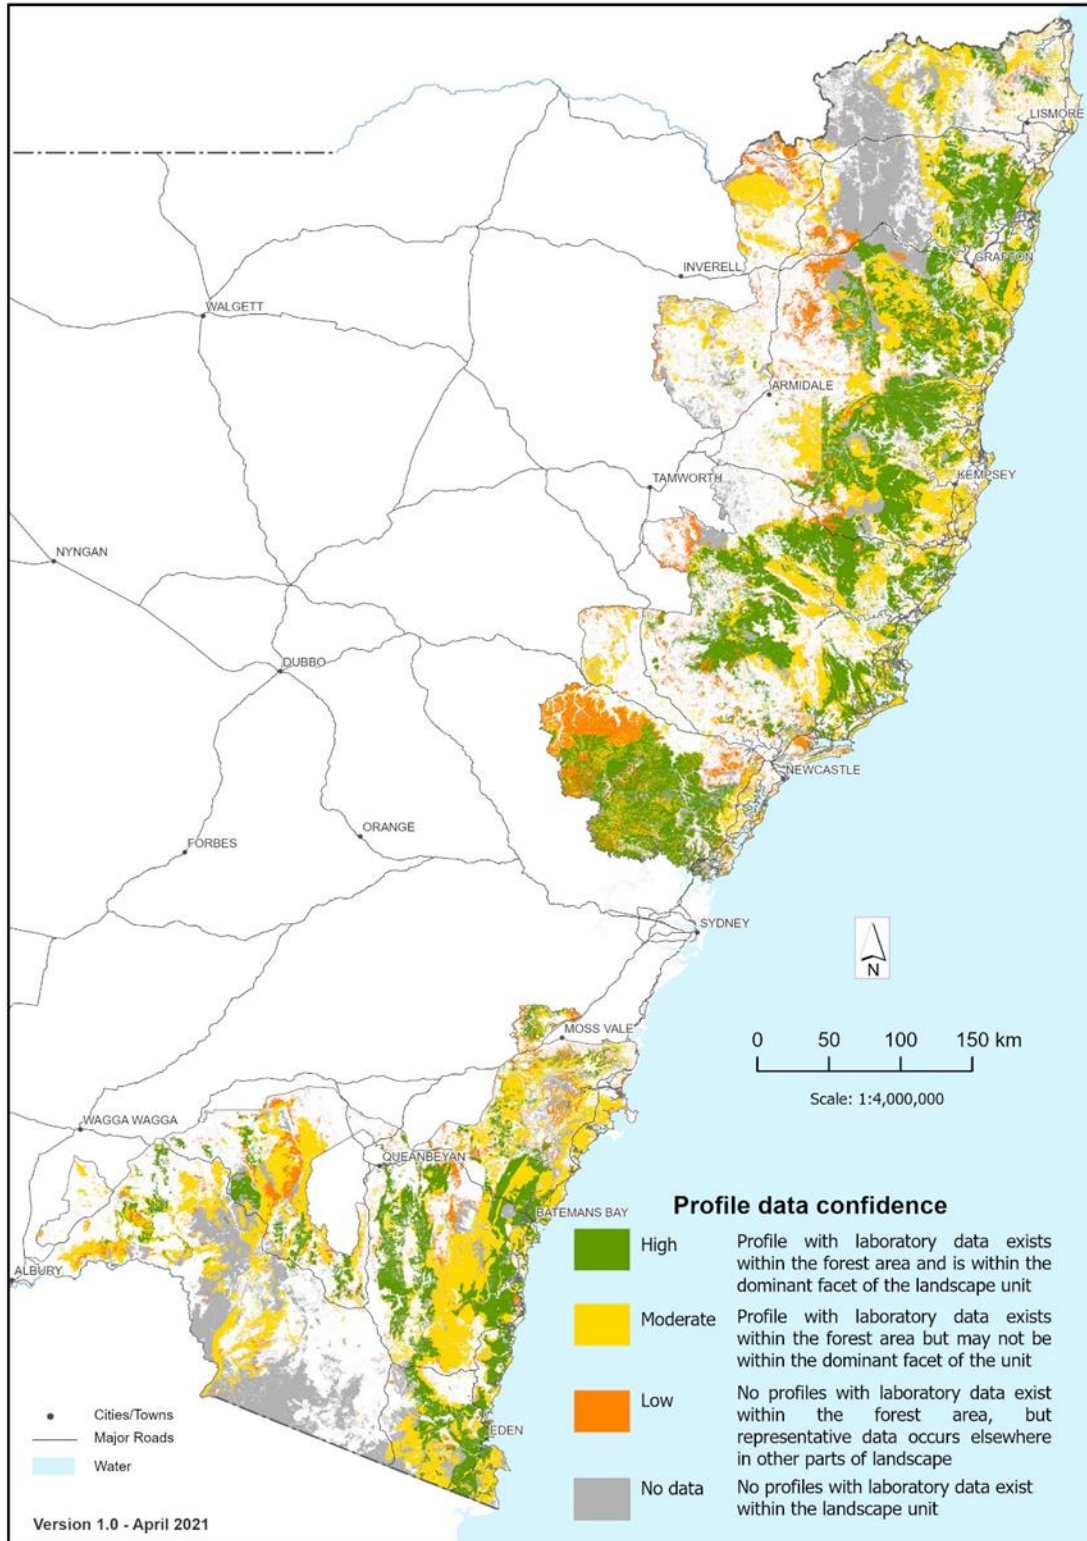 LISMORE
INVERELL
GRAFTON
WALGETT
ARMIDALE
TAMWORTH
KEMPSEY
NYNGAN
DUBBO
NEWCASTLE
ORANGE
FORBES
SYDNEY
N
MOSS VALE
0 50 100 150 km
Scale: 1:4,000,000
WAGGA WAGGA
QUEANBEYAN
BATEMANS BAY
ALBURY
EDEN
Profile data confidence
High
Profile with laboratory data exists
within the forest area and is within the
dominant facet of the landscape unit
Moderate
Profile with laboratory data exists
within the forest area but may not be
within the dominant facet of the unit
Low
No profiles with laboratory data exist
within the forest area, but
representative data occurs elsewhere
in other parts of landscape
No data
No profiles with laboratory data exist
within the landscape unit
Cities/Towns
Major Roads
Water
Version 1.0 - April 2021